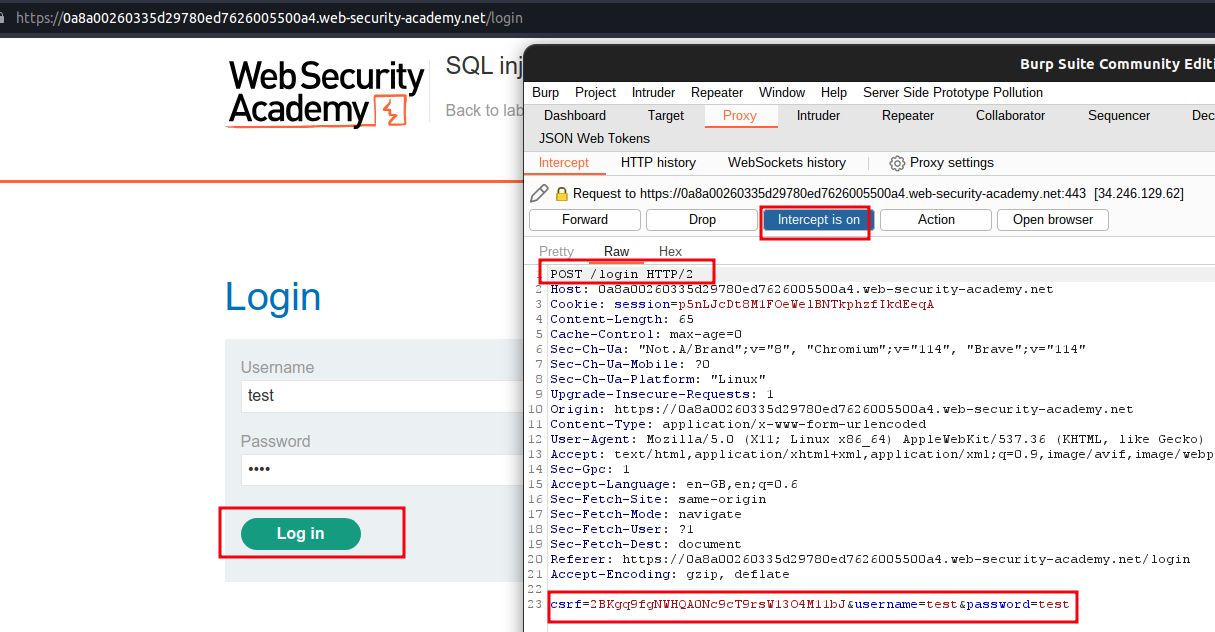 https://0a8a00260335d29780ed7626005500a4.web-security-academy.net/login
Web Security
Academy
SQL inj
Back to lab
Login
Username
test
Password
••••
Log in
Burp Suite Community Editi
Burp Project Intruder Repeater Window Help Server Side Prototype Pollution
Dashboard Target Proxy Intruder Repeater Collaborator Sequencer Dec
JSON Web Tokens
Intercept HTTP history WebSockets history Proxy settings
Request to https://0a8a00260335d29780ed7626005500a4.web-security-academy.net:443 [34.246.129.62]
Forward Drop Intercept is on Action Open browser
Pretty Raw Hex
1 POST /login HTTP/2
2 Host: 0a8a00260335d29780ed7626005500a4.web-security-academy.net
3 Cookie: session=p5nLJcDt8M1FOeWelBNTkphzfIkdEeqA
4 Content-Length: 65
5 Cache-Control: max-age=0
6 Sec-Ch-Ua: "Not.A/Brand";v="8", "Chromium";v="114", "Brave";v="114"
7 Sec-Ch-Ua-Mobile: ?0
8 Sec-Ch-Ua-Platform: "Linux"
9 Upgrade-Insecure-Requests: 1
10 Origin: https://0a8a00260335d29780ed7626005500a4.web-security-academy.net
11 Content-Type: application/x-www-form-urlencoded
12 User-Agent: Mozilla/5.0 (X11; Linux x86_64) AppleWebKit/537.36 (KHTML, like Gecko)
13 Accept: text/html,application/xhtml+xml,application/xml;q=0.9,image/avif,image/webp
14 Sec-Gpc: 1
15 Accept-Language: en-GB,en;q=0.6
16 Sec-Fetch-Site: same-origin
17 Sec-Fetch-Mode: navigate
18 Sec-Fetch-User: ?1
19 Sec-Fetch-Dest: document
20 Referer: https://0a8a00260335d29780ed7626005500a4.web-security-academy.net/login
21 Accept-Encoding: gzip, deflate
22
23 csrf=2BKgq9fgNWHQA0Nc9cT9rsW13O4M11bJ&username=test&password=test